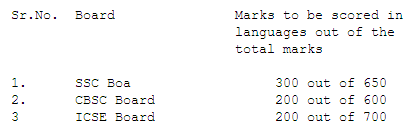 Sr.No. Board Marks to be scored in
languages out of the
total marks
1. SSC Boa 300 out of 650
2. CBSC Board 200 out of 600
3 ICSE Board 200 out of 700